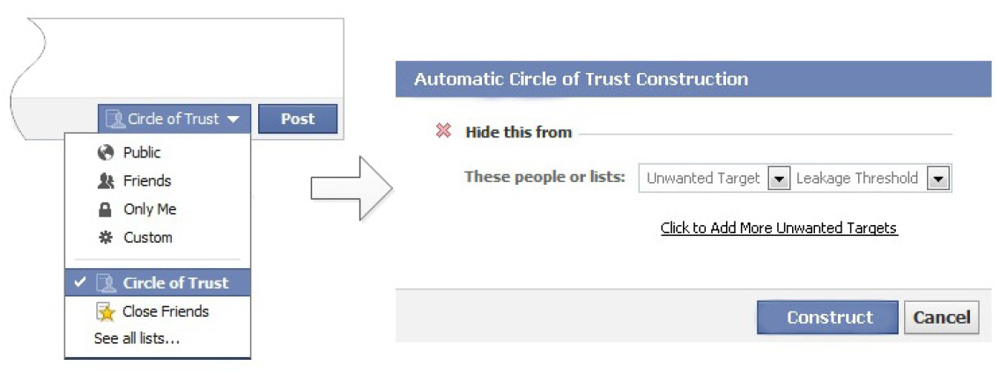 Circle of Trust Post
Public
Friends
Only Me
Custom
Circle of Trust
Close Friends
See all lists...
Automatic Circle of Trust Construction
Hide this from
These people or lists: Unwanted Target Leakage Threshold
Click to Add More Unwanted Targets
Construct Cancel